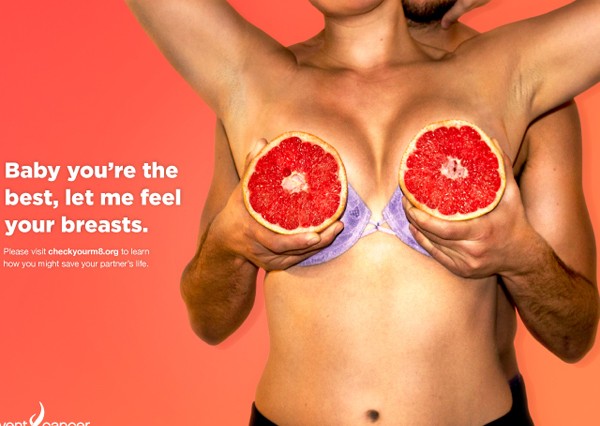 Baby you're the
best, let me feel
your breasts.
Please visit checkyourm8.org to learn
how you might save your partner's life.
cancer